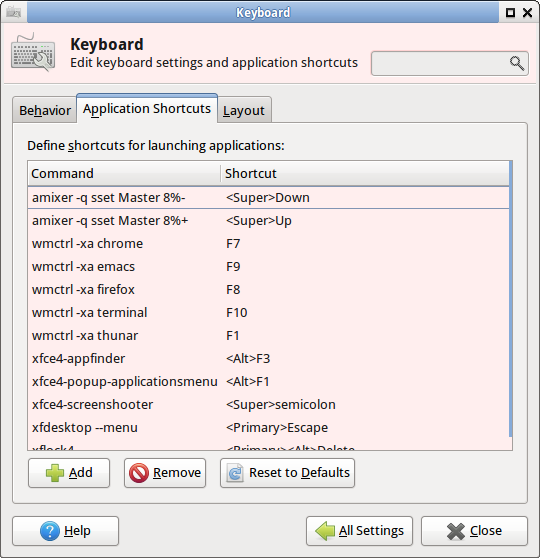 Keyboard
Keyboard
Edit keyboard settings and application shortcuts
Behavior Application Shortcuts Layout
Define shortcuts for launching applications:
Command Shortcut
amixer -q sset Master 8%- <Super>Down
amixer -q sset Master 8%+ <Super>Up
wmctrl -xa chrome F7
wmctrl -xa emacs F9
wmctrl -xa firefox F8
wmctrl -xa terminal F10
wmctrl -xa thunar F1
xfce4-appfinder <Alt>F3
xfce4-popup-applicationsmenu <Alt>F1
xfce4-screenshooter <Super>semicolon
xfdesktop --menu <Primary>Escape
xflock4 <Primary><Alt>Delete
Add Remove Reset to Defaults
Help All Settings Close